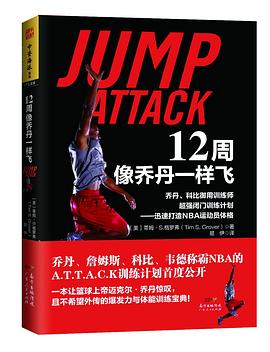 JUMP
ATTACK
12周
像乔丹一样飞
乔丹、科比御用训练师
超强闭门训练计划
——迅速打造NBA运动员体格
[美]蒂姆·S.格罗弗(Tim S. Grover)◎著
JUMP
ATTACK
12周
像乔丹一样飞
乔丹、詹姆斯、科比、韦德称霸NBA的
A.T.T.A.C.K训练计划首度公开
一本让篮球上帝迈克尔·乔丹惊叹，
且不希望外传的爆发力与体能训练宝典！